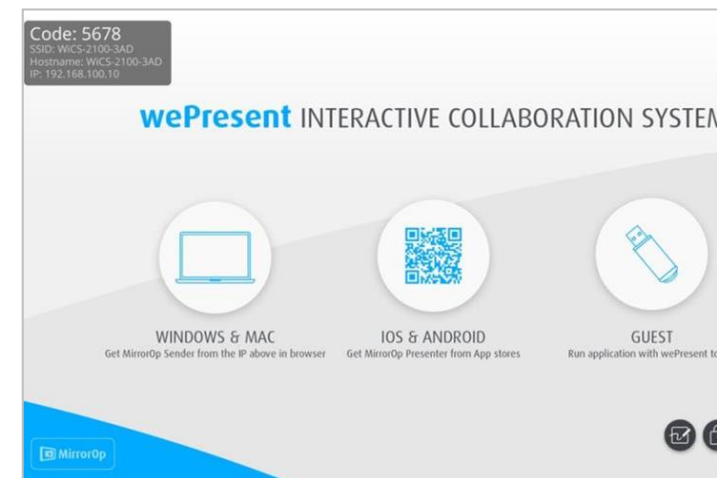 Code: 5678
SSID: WiCS-2100-3AD
Hostname: WiCS-2100-3AD
IP: 192.168.100.10
wePresent INTERACTIVE COLLABORATION SYSTEM
WINDOWS & MAC
Get MirrorOp Sender from the IP above in browser
IOS & ANDROID
Get MirrorOp Presenter from App stores
GUEST
Run application with wePresent to
MirrorOp